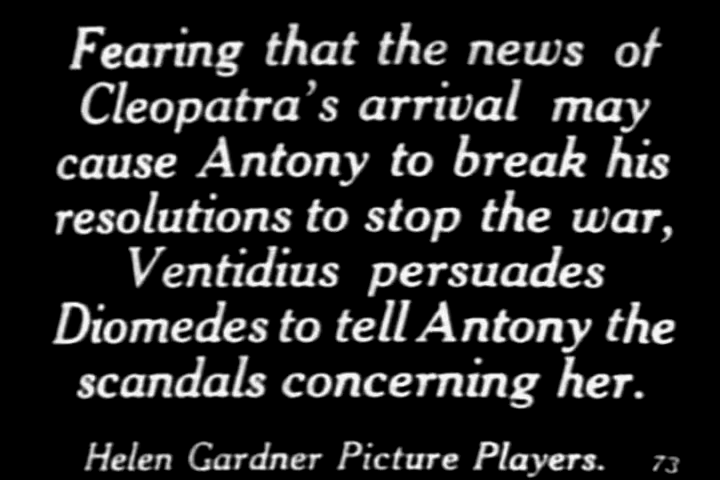 Fearing that the news of
Cleopatra's arrival may
cause Antony to break his
resolutions to stop the war,
Ventidius persuades
Diomedes to tell Antony the
scandals concerning her.
Helen Gardner Picture Players. 73